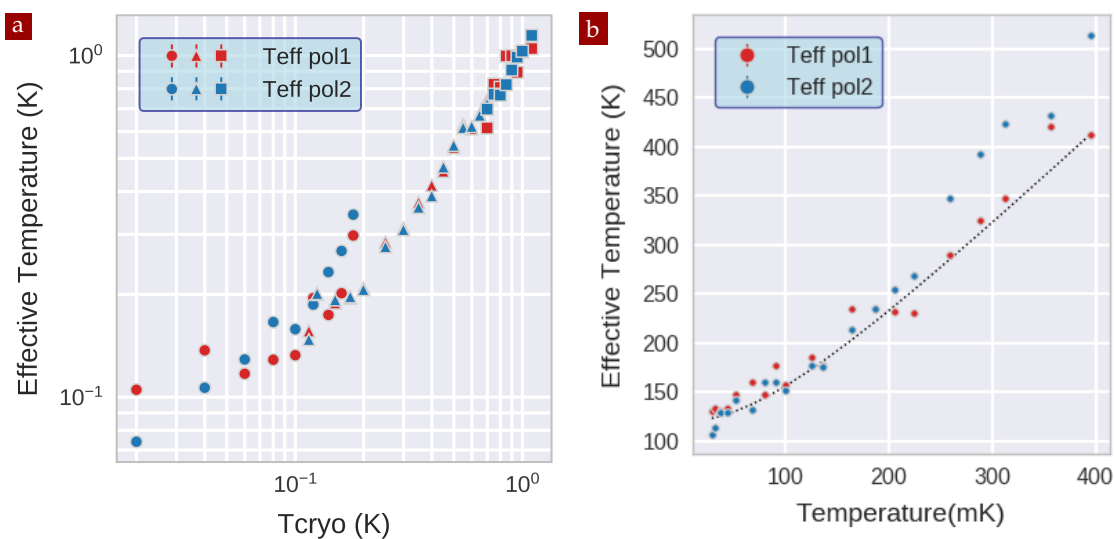 a
Effective Temperature (K)
10⁰
10⁻¹
Teff pol1
Teff pol2
10⁻¹
10⁰
Tcryo (K)
b
Effective Temperature (K)
500
450
400
350
300
250
200
150
100
Teff pol1
Teff pol2
100
200
300
400
Temperature(mK)